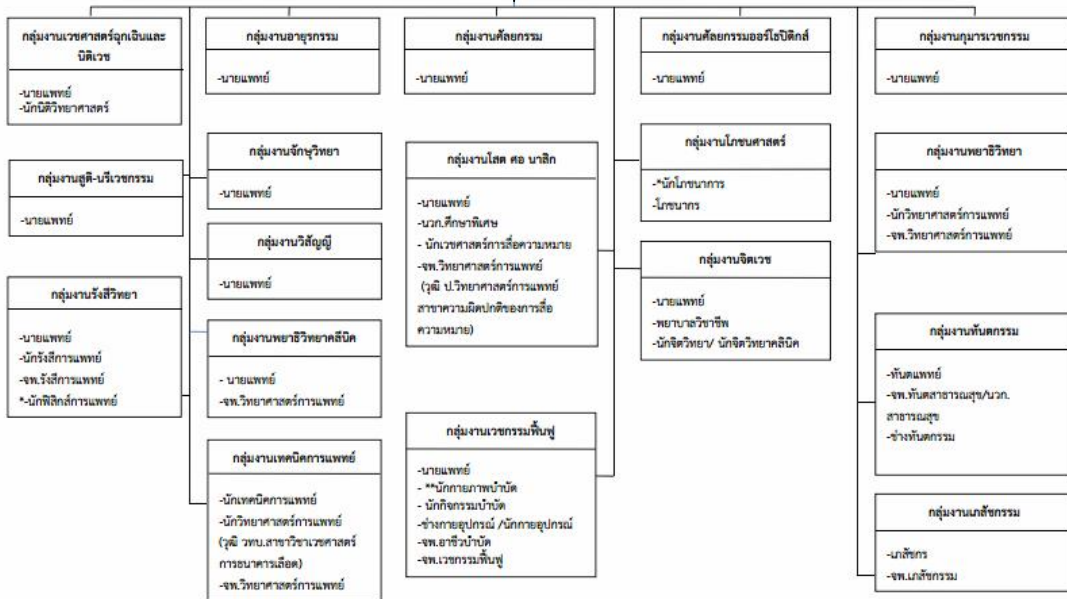 กลุ่มงานเวชศาสตร์ฉุกเฉินและ
นิติเวช
-นายแพทย์
-นักนิติวิทยาศาสตร์
กลุ่มงานอายุรกรรม
-นายแพทย์
กลุ่มงานศัลยกรรม
-นายแพทย์
กลุ่มงานศัลยกรรมออร์โธปิดิกส์
-นายแพทย์
กลุ่มงานกุมารเวชกรรม
-นายแพทย์
กลุ่มงานสูติ-นรีเวชกรรม
-นายแพทย์
กลุ่มงานจักษุวิทยา
-นายแพทย์
กลุ่มงานวิสัญญี
-นายแพทย์
กลุ่มงานโสต ศอ นาสิก
-นายแพทย์
-นวก.ศึกษาพิเศษ
- นักเวชศาสตร์การสื่อความหมาย
-จพ.วิทยาศาสตร์การแพทย์
(วุฒิ ป.วิทยาศาสตร์การแพทย์
สาขาความผิดปกติของการสื่อ
ความหมาย)
กลุ่มงานโภชนศาสตร์
-*นักโภชนาการ
-โภชนากร
กลุ่มงานพยาธิวิทยา
-นายแพทย์
-นักวิทยาศาสตร์การแพทย์
-จพ.วิทยาศาสตร์การแพทย์
กลุ่มงานจิตเวช
-นายแพทย์
-พยาบาลวิชาชีพ
-นักจิตวิทยา/ นักจิตวิทยาคลินิค
กลุ่มงานรังสีวิทยา
-นายแพทย์
-นักรังสีการแพทย์
-จพ.รังสีการแพทย์
*-นักฟิสิกส์การแพทย์
กลุ่มงานพยาธิวิทยาคลินิค
- นายแพทย์
-จพ.วิทยาศาสตร์การแพทย์
กลุ่มงานทันตกรรม
-ทันตแพทย์
-จพ.ทันตสาธารณสุข/นวก.
สาธารณสุข
-ช่างทันตกรรม
กลุ่มงานเทคนิคการแพทย์
-นักเทคนิคการแพทย์
-นักวิทยาศาสตร์การแพทย์
(วุฒิ วทบ.สาขาวิชาเวชศาสตร์
การธนาคารเลือด)
-จพ.วิทยาศาสตร์การแพทย์
กลุ่มงานเวชกรรมฟื้นฟู
-นายแพทย์
- **นักกายภาพบำบัด
- นักกิจกรรมบำบัด
-ช่างกายอุปกรณ์ /นักกายอุปกรณ์
-จพ.อาชีวบำบัด
-จพ.เวชกรรมฟื้นฟู
กลุ่มงานเภสัชกรรม
-เภสัชกร
-จพ.เภสัชกรรม